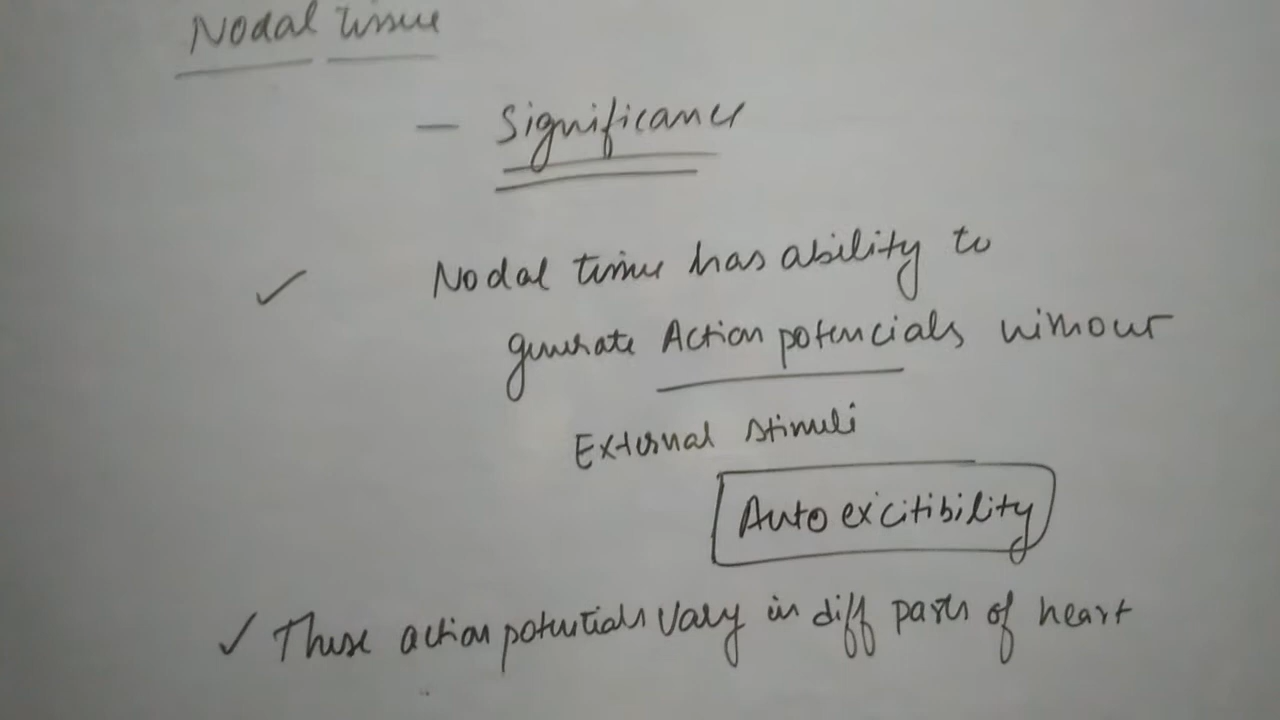 Nodal tissue
- Significance
✓ Nodal tissue has ability to
generate Action potencials without
External stimuli
Auto excitibility
✓ These action potentials vary in diff parts of heart